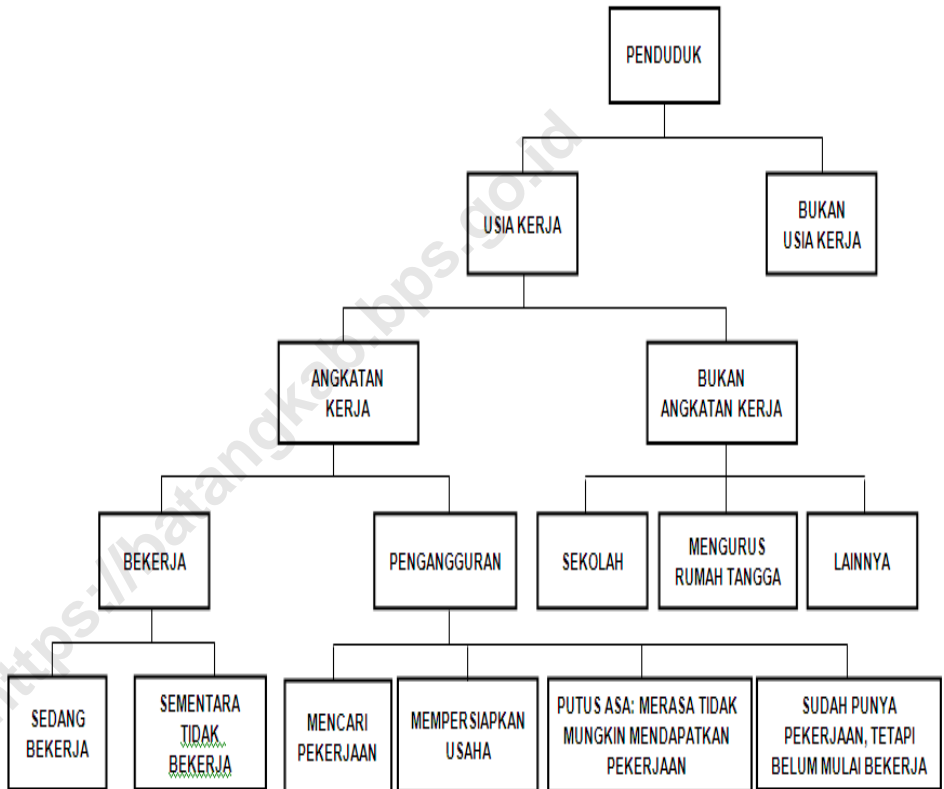 PENDUDUK
USIA KERJA
BUKAN
USIA KERJA
ANGKATAN
KERJA
BUKAN
ANGKATAN KERJA
BEKERJA
PENGANGGURAN
SEKOLAH
MENGURUS
RUMAH TANGGA
LAINNYA
SEDANG
BEKERJA
SEMENTARA
TIDAK
BEKERJA
MENCARI
PEKERJAAN
MEMPERSIAPKAN
USAHA
PUTUS ASA: MERASA TIDAK
MUNGKIN MENDAPATKAN
PEKERJAAN
SUDAH PUNYA
PEKERJAAN, TETAPI
BELUM MULAI BEKERJA
https://batangkab.bps.go.id